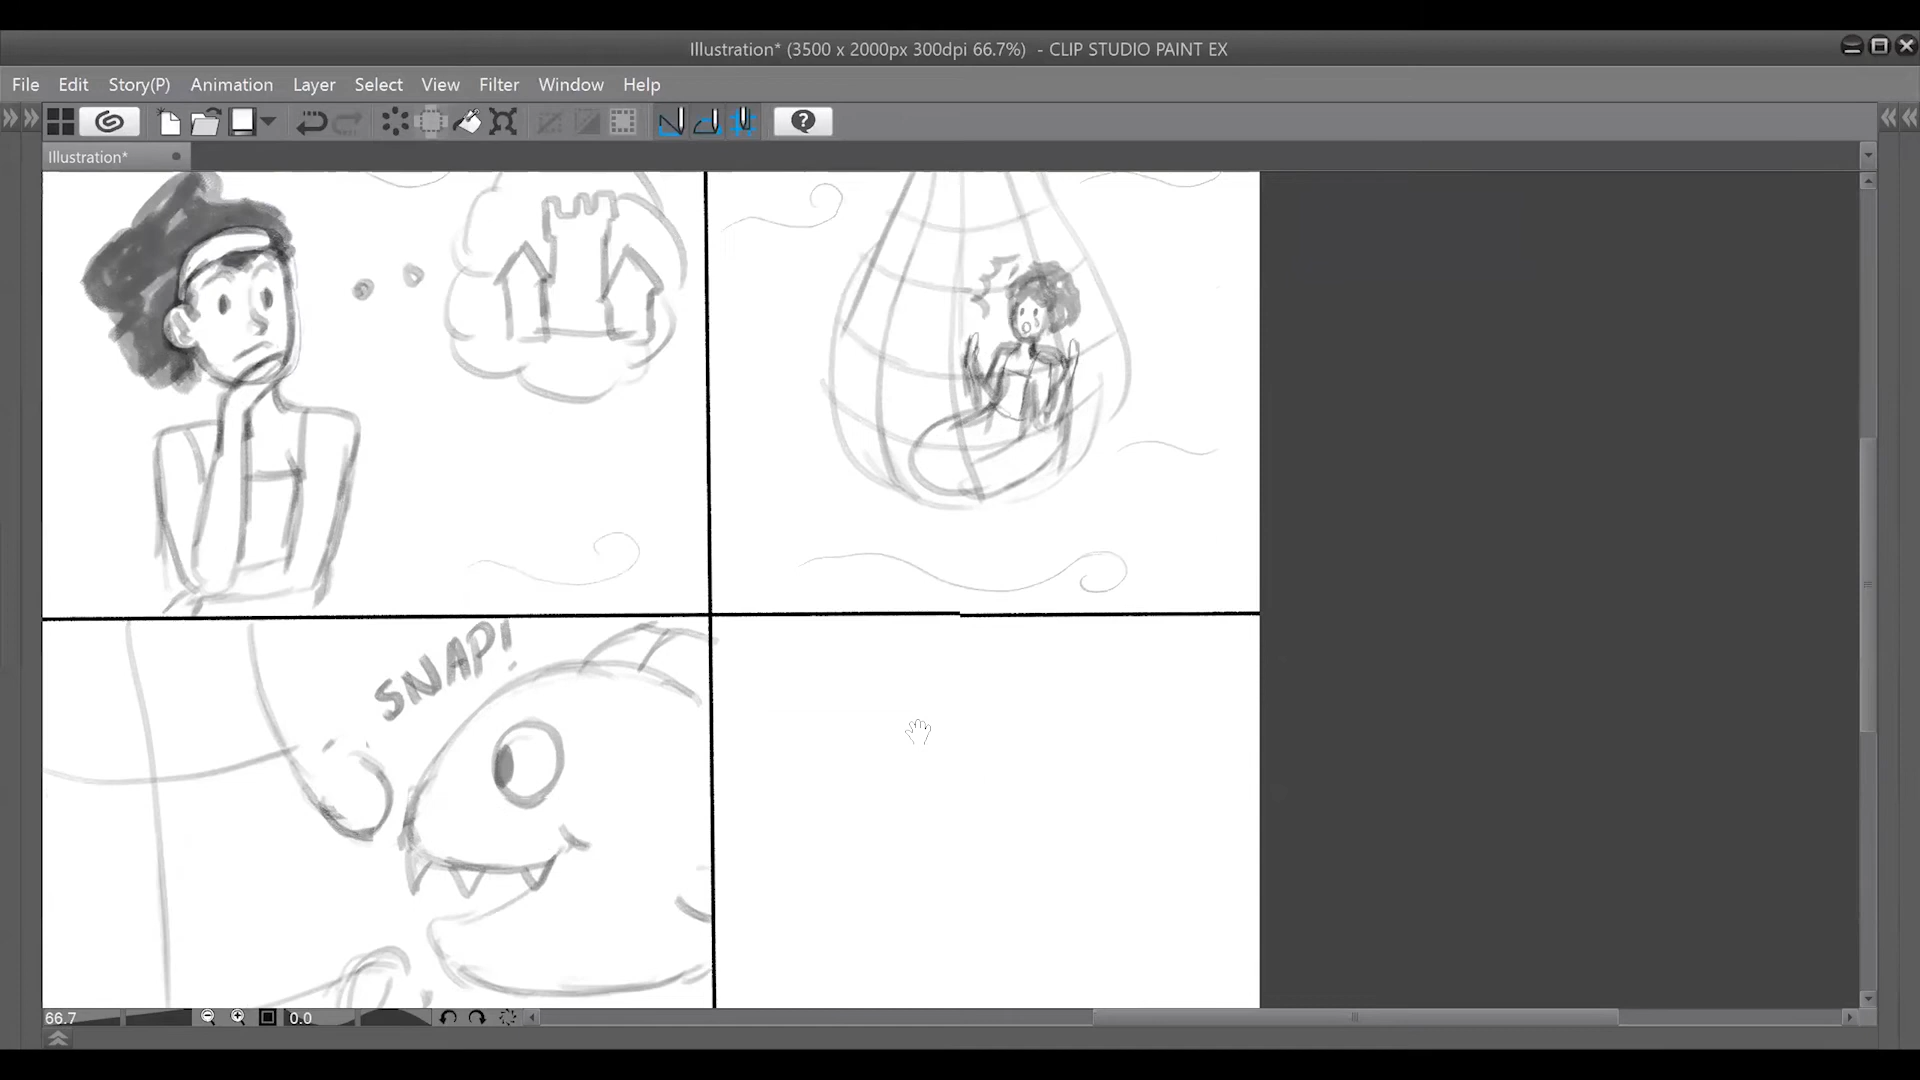 Illustration* (3500 x 2000px 300dpi 66.7%) - CLIP STUDIO PAINT EX
File Edit Story(P) Animation Layer Select View Filter Window Help
?
Illustration*
SNAP!
66.7 0.0